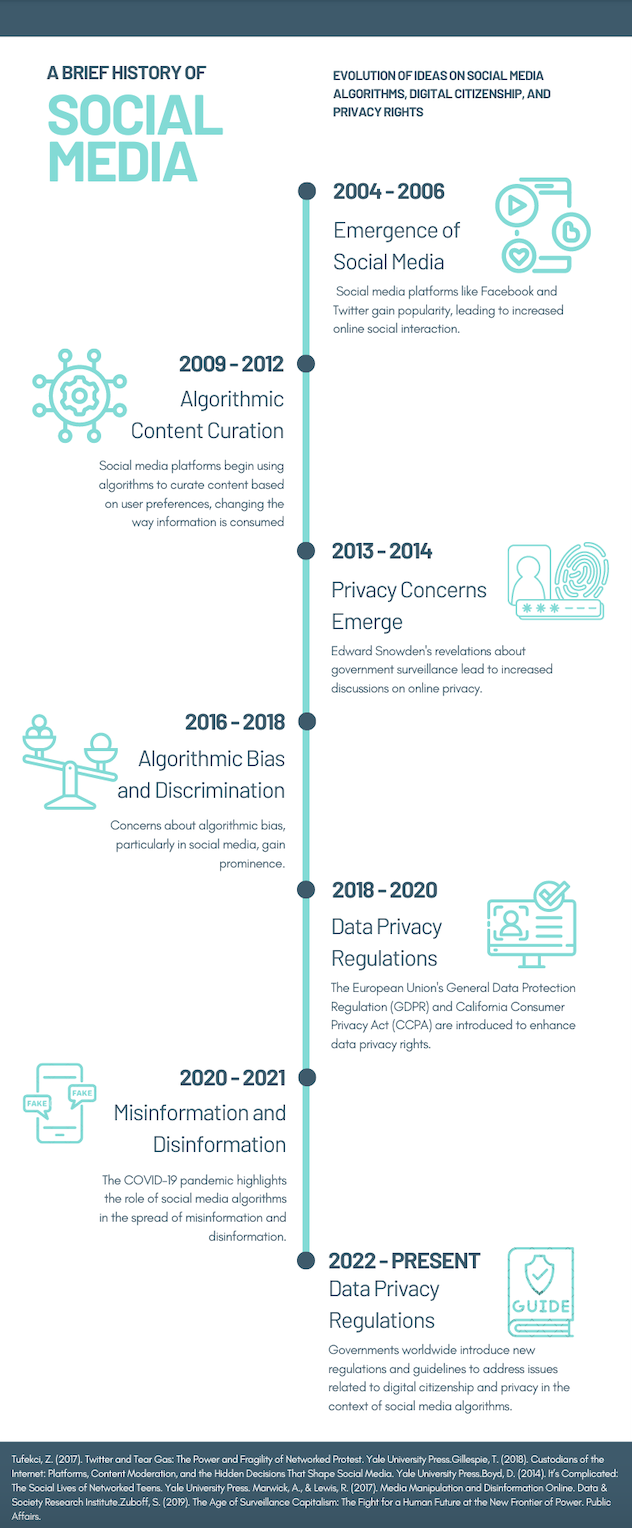 A BRIEF HISTORY OF
SOCIAL
MEDIA
EVOLUTION OF IDEAS ON SOCIAL MEDIA
ALGORITHMS, DIGITAL CITIZENSHIP, AND
PRIVACY RIGHTS
2004 - 2006
Emergence of
Social Media
Social media platforms like Facebook and
Twitter gain popularity, leading to increased
online social interaction.
2009 - 2012
Algorithmic
Content Curation
Social media platforms begin using
algorithms to curate content based
on user preferences, changing the
way information is consumed
2013 - 2014
Privacy Concerns
Emerge
Edward Snowden's revelations about
government surveillance lead to increased
discussions on online privacy.
2016 - 2018
Algorithmic Bias
and Discrimination
Concerns about algorithmic bias,
particularly in social media, gain
prominence.
2018 - 2020
Data Privacy
Regulations
The European Union's General Data Protection
Regulation (GDPR) and California Consumer
Privacy Act (CCPA) are introduced to enhance
data privacy rights.
FAKE
FAKE
2020 - 2021
Misinformation and
Disinformation
The COVID-19 pandemic highlights
the role of social media algorithms
in the spread of misinformation and
disinformation.
2022 - PRESENT
Data Privacy
Regulations
GUIDE
Governments worldwide introduce new
regulations and guidelines to address issues
related to digital citizenship and privacy in the
context of social media algorithms.
Tufekci, Z. (2017). Twitter and Tear Gas: The Power and Fragility of Networked Protest. Yale University Press.Gillespie, T. (2018). Custodians of the
Internet: Platforms, Content Moderation, and the Hidden Decisions That Shape Social Media. Yale University Press.Boyd, D. (2014). It's Complicated:
The Social Lives of Networked Teens. Yale University Press. Marwick, A., & Lewis, R. (2017). Media Manipulation and Disinformation Online. Data &
Society Research Institute.Zuboff, S. (2019). The Age of Surveillance Capitalism: The Fight for a Human Future at the New Frontier of Power. Public
Affairs.